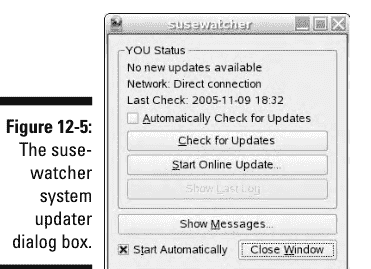 susewatcher
YOU Status
No new updates available
Network: Direct connection
Last Check: 2005-11-09 18:32
Automatically Check for Updates
Check for Updates
Start Online Update...
Show Last Log
Show Messages...
Start Automatically
Close Window
Figure 12-5:
The suse-
watcher
system
updater
dialog box.